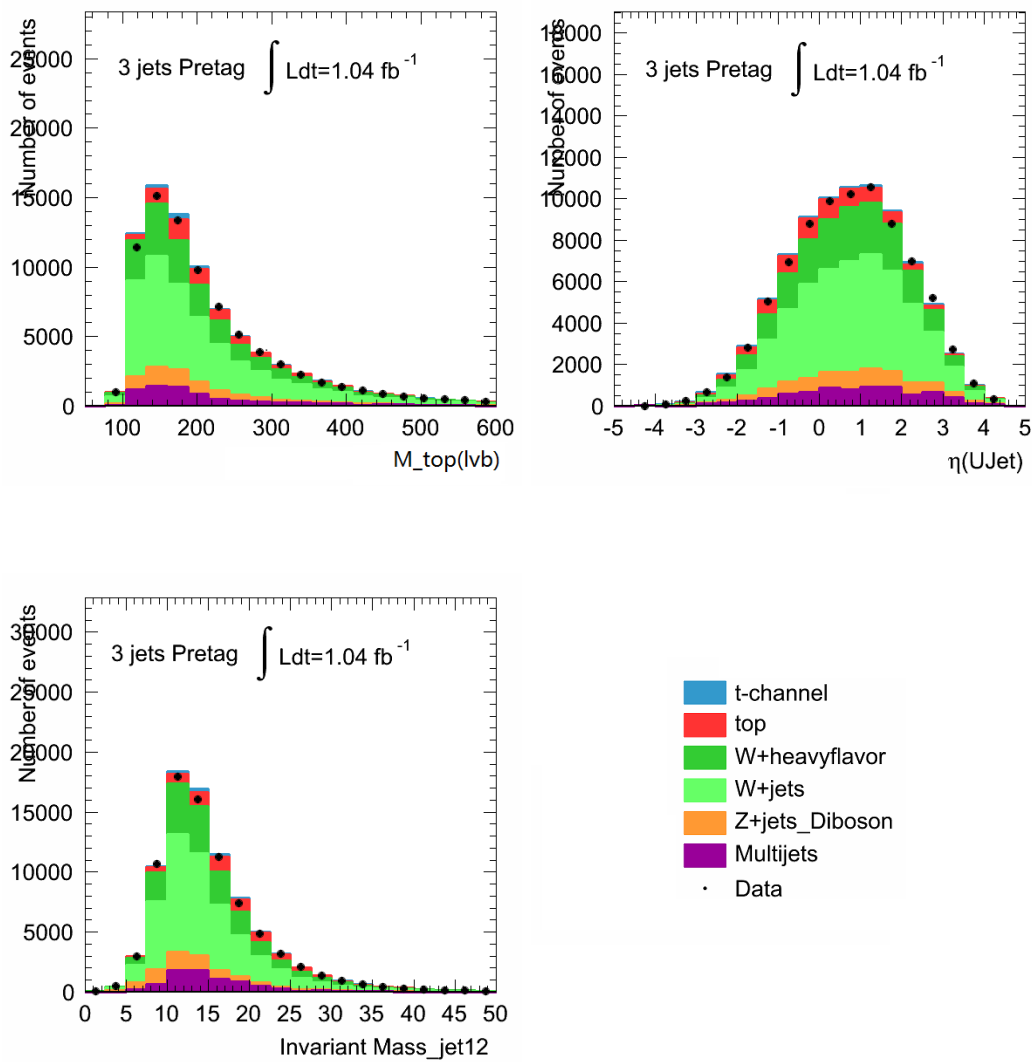 Number of events
3 jets Pretag ∫ Ldt=1.04 fb⁻¹
25000
20000
15000
10000
5000
0
100 200 300 400 500 600
M_top(lvb)
Number of events
3 jets Pretag ∫ Ldt=1.04 fb⁻¹
18000
16000
14000
12000
10000
8000
6000
4000
2000
0
-5 -4 -3 -2 -1 0 1 2 3 4 5
η(UJet)
Number of events
3 jets Pretag ∫ Ldt=1.04 fb⁻¹
30000
25000
20000
15000
10000
5000
0
0 5 10 15 20 25 30 35 40 45 50
Invariant Mass_jet12
t-channel
top
W+heavyflavor
W+jets
Z+jets_Diboson
Multijets
Data